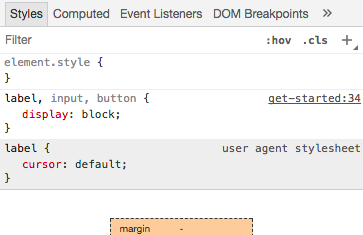 Styles Computed Event Listeners DOM Breakpoints »
Filter :hov .cls +
element.style {
}
label, input, button { get-started:34
display: block;
}
label { user agent stylesheet
cursor: default;
}
margin -